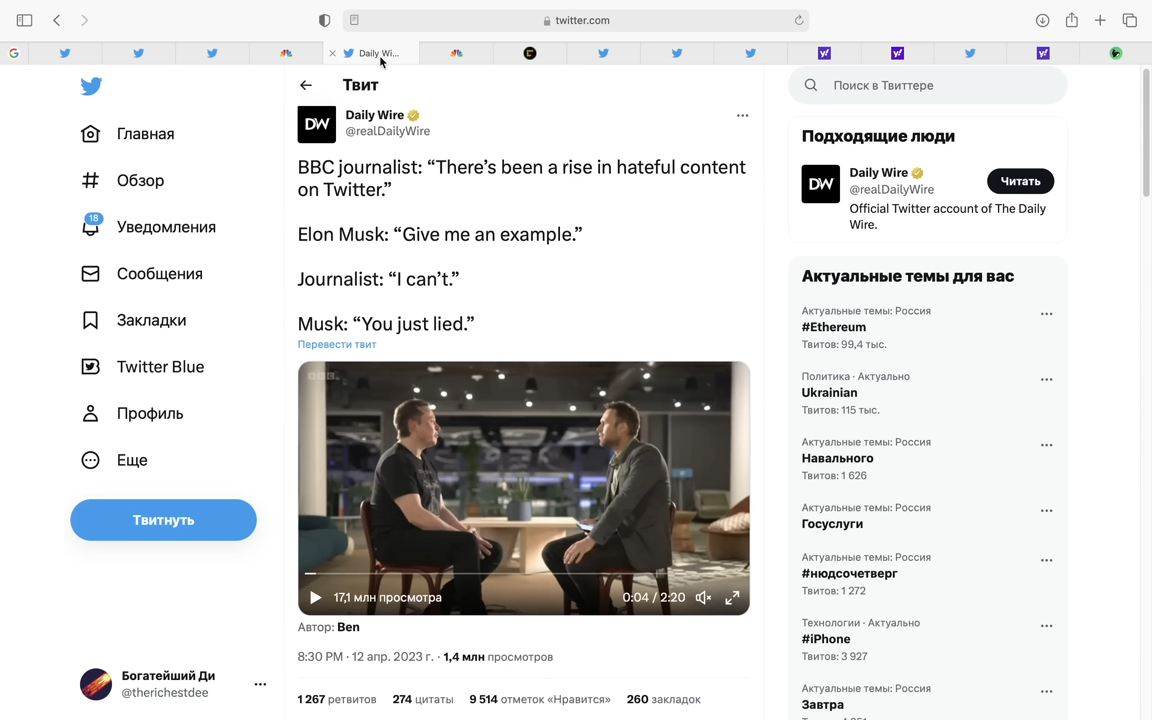 twitter.com
Daily Wi...
Главная
Обзор
18
Уведомления
Сообщения
Закладки
Twitter Blue
Профиль
Еще
Твитнуть
Богатейший Ди
@therichestdee
Твит
DW
Daily Wire
@realDailyWire
BBC journalist: “There’s been a rise in hateful content
on Twitter.”
Elon Musk: “Give me an example.”
Journalist: “I can’t.”
Musk: “You just lied.”
Перевести твит
BBC
17,1 млн просмотра
0:04 / 2:20
Автор: Ben
8:30 PM · 12 апр. 2023 г. · 1,4 млн просмотров
1 267 ретвитов 274 цитаты 9 514 отметок «Нравится» 260 закладок
Поиск в Твиттере
Подходящие люди
DW
Daily Wire
@realDailyWire
Читать
Official Twitter account of The Daily
Wire.
Актуальные темы для вас
Актуальные темы: Россия
#Ethereum
Твитов: 99,4 тыс.
Политика · Актуально
Ukrainian
Твитов: 115 тыс.
Актуальные темы: Россия
Навального
Твитов: 1 626
Актуальные темы: Россия
Госуслуги
Актуальные темы: Россия
#нюдсочетверг
Твитов: 1 272
Технологии · Актуально
#iPhone
Твитов: 3 927
Актуальные темы: Россия
Завтра